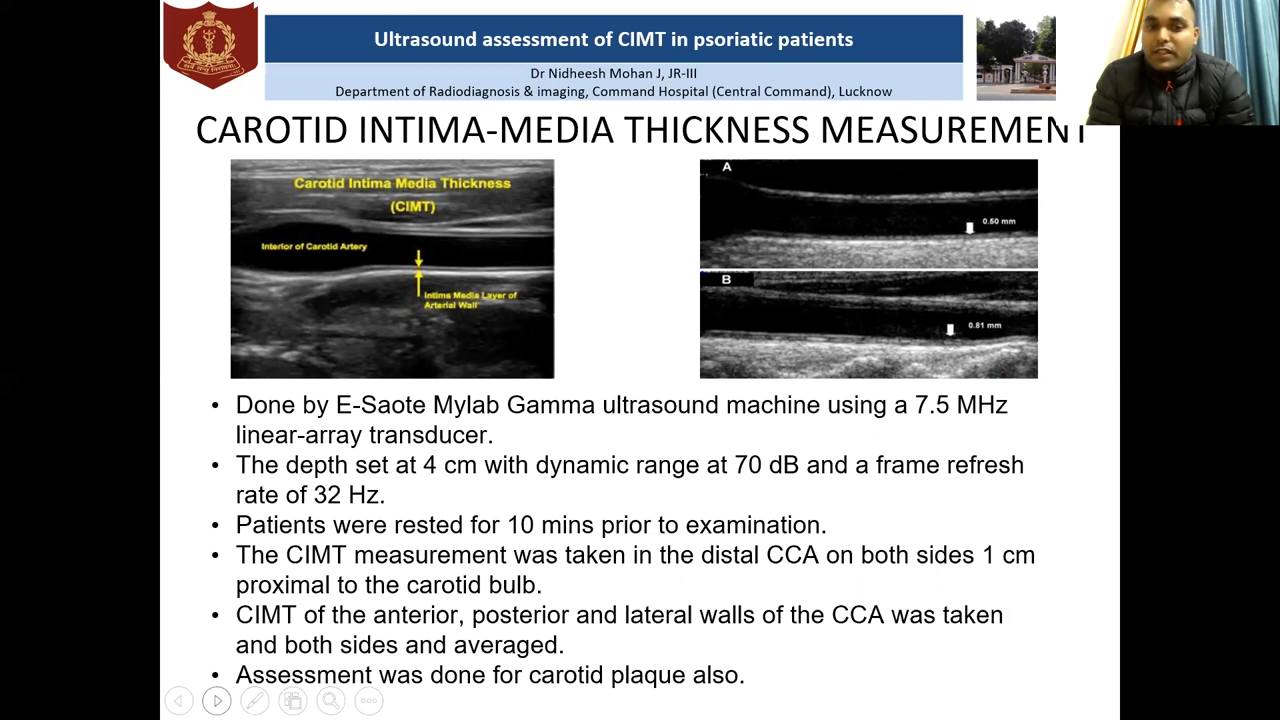 Ultrasound assessment of CIMT in psoriatic patients
Dr Nidheesh Mohan J, JR-III
Department of Radiodiagnosis & imaging, Command Hospital (Central Command), Lucknow
CAROTID INTIMA-MEDIA THICKNESS MEASUREMENT
Carotid Intima Media Thickness
(CIMT)
Interior of Carotid Artery
Intima Media Layer of
Arterial Wall
A
0.50 mm
B
0.81 mm
• Done by E-Saote Mylab Gamma ultrasound machine using a 7.5 MHz
linear-array transducer.
• The depth set at 4 cm with dynamic range at 70 dB and a frame refresh
rate of 32 Hz.
• Patients were rested for 10 mins prior to examination.
• The CIMT measurement was taken in the distal CCA on both sides 1 cm
proximal to the carotid bulb.
• CIMT of the anterior, posterior and lateral walls of the CCA was taken
and both sides and averaged.
• Assessment was done for carotid plaque also.